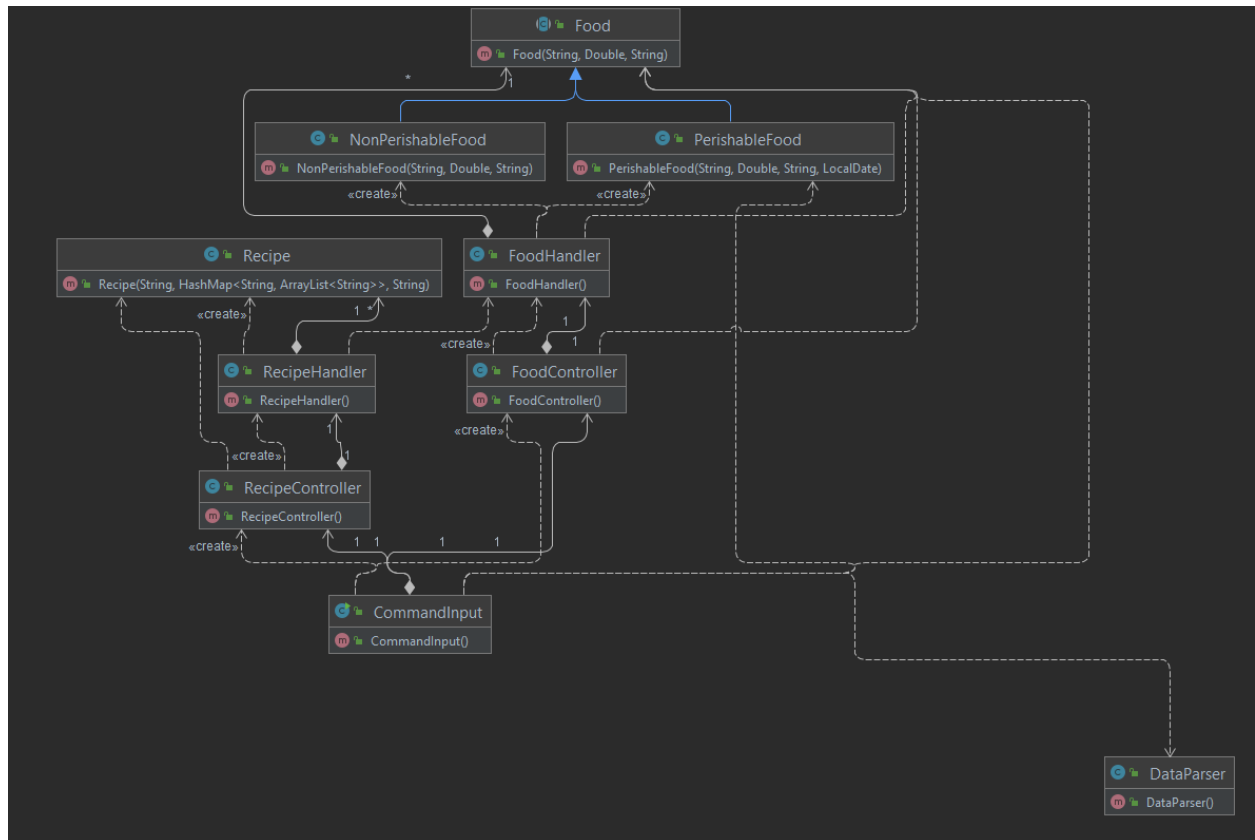 Food
Food(String, Double, String)
*
1
NonPerishableFood
NonPerishableFood(String, Double, String)
PerishableFood
PerishableFood(String, Double, String, LocalDate)
«create»
«create»
Recipe
Recipe(String, HashMap<String, ArrayList<String>>, String)
FoodHandler
FoodHandler()
«create»
1 *
1
«create»
1
RecipeHandler
RecipeHandler()
FoodController
FoodController()
1
«create»
«create»
1
RecipeController
RecipeController()
«create»
1 1 1 1
CommandInput
CommandInput()
DataParser
DataParser()